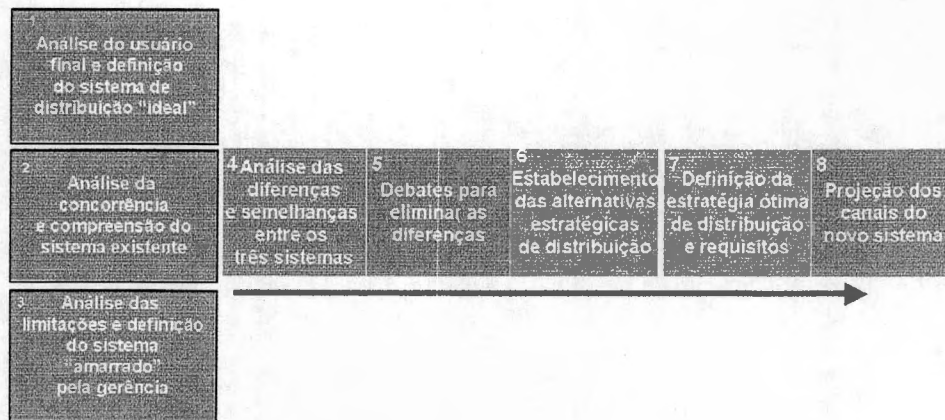 1
Análise do usuário
final e definição
do sistema de
distribuição "ideal"
2
Análise da
concorrência
e compreensão do
sistema existente
3
Análise das
limitações e definição
do sistema
"amarrado"
pela gerência
4 Análise das
diferenças
e semelhanças
entre os
três sistemas
5
Debates para
eliminar as
diferenças
6
Estabelecimento
das alternativas
estratégicas
de distribuição
7
Definição da
estratégia ótima
de distribuição
e requisitos
8
Projeção dos
canais do
novo sistema